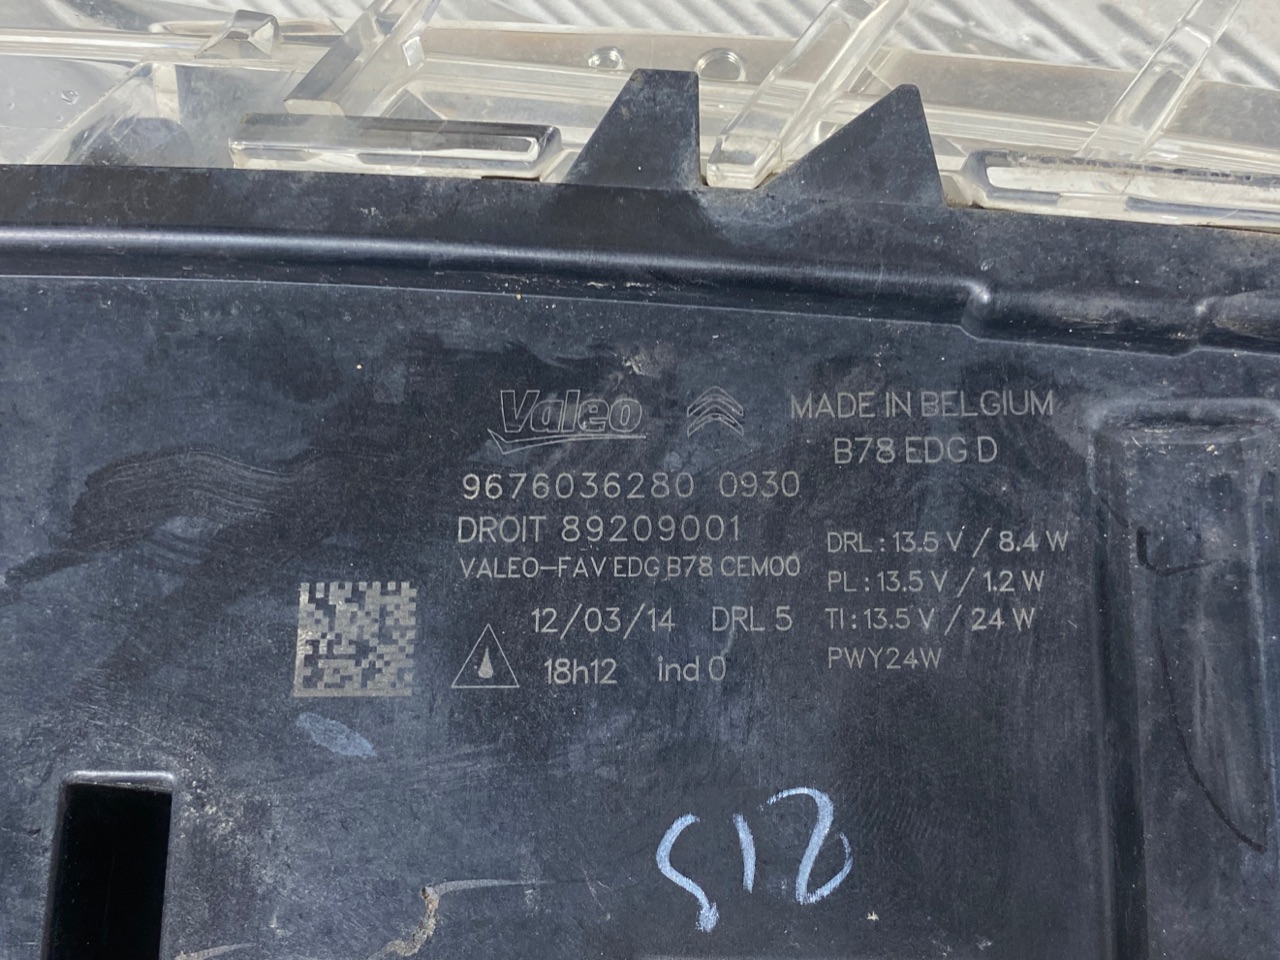 Valeo
MADE IN BELGIUM
B78 EDG D
9676036280 0930
DROIT 89209001
VALEO-FAV EDG B78 CEM00
12/03/14 DRL 5
18h12 ind 0
DRL : 13.5 V / 8.4 W
PL : 13.5 V / 1.2 W
TI : 13.5 V / 24 W
PWY24W